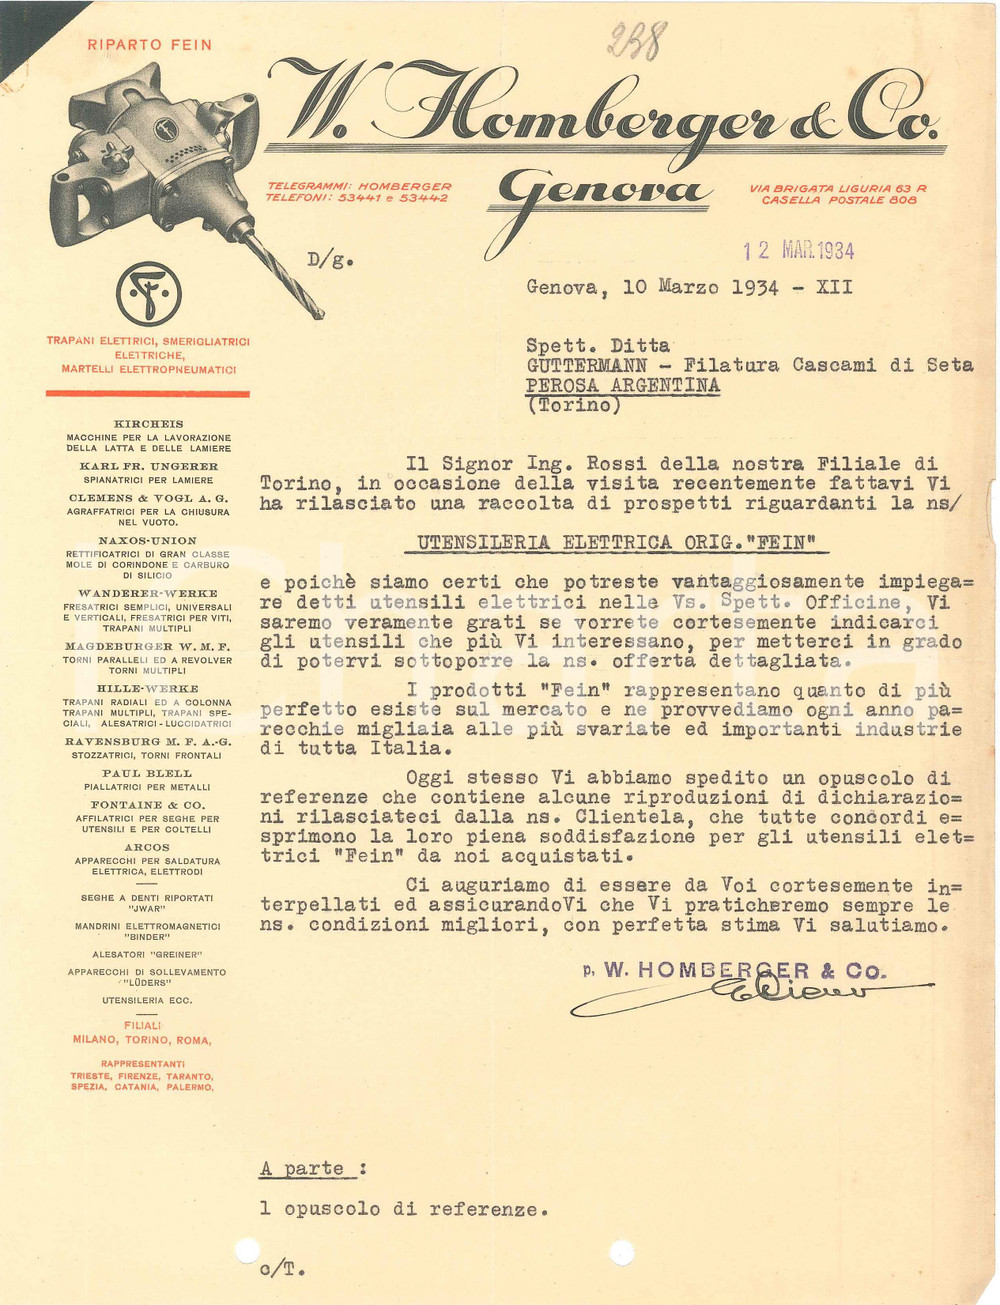 RIPARTO FEIN
238
W. Homberger & Co.
Genova
TELEGRAMMI: HOMBERGER
TELEFONI: 53441 e 53442
VIA BRIGATA LIGURIA 63 R
CASELLA POSTALE 808
12 MAR.1934
D/g.
Genova, 10 Marzo 1934 - XII
F
TRAPANI ELETTRICI, SMERIGLIATRICI
ELETTRICHE,
MARTELLI ELETTROPNEUMATICI
Spett. Ditta
GUTTERMANN - Filatura Cascami di Seta
PEROSA ARGENTINA
(Torino)
KIRCHEIS
MACCHINE PER LA LAVORAZIONE
DELLA LATTA E DELLE LAMIERE
KARL FR. UNGERER
SPIANATRICI PER LAMIERE
CLEMENS & VOGL A. G.
AGRAFFATRICI PER LA CHIUSURA
NEL VUOTO.
NAXOS-UNION
RETTIFICATRICI DI GRAN CLASSE
MOLE DI CORINDONE E CARBURO
DI SILICIO
WANDERER-WERKE
FRESATRICI SEMPLICI, UNIVERSALI
E VERTICALI, FRESATRICI PER VITI,
TRAPANI MULTIPLI
MAGDEBURGER W. M. F.
TORNI PARALLELI ED A REVOLVER
TORNI MULTIPLI
HILLE-WERKE
TRAPANI RADIALI ED A COLONNA
TRAPANI MULTIPLI, TRAPANI SPE-
CIALI, ALESATRICI - LUCCIDATRICI
RAVENSBURG M. F. A.-G.
STOZZATRICI, TORNI FRONTALI
PAUL BLELL
PIALLATRICI PER METALLI
FONTAINE & CO.
AFFILATRICI PER SEGHE PER
UTENSILI E PER COLTELLI
ARCOS
APPARECCHI PER SALDATURA
ELETTRICA, ELETTRODI
SEGHE A DENTI RIPORTATI
"JWAR"
MANDRINI ELETTROMAGNETICI
"BINDER"
ALESATORI "GREINER"
APPARECCHI DI SOLLEVAMENTO
"LÜDERS"
UTENSILERIA ECC.
FILIALI
MILANO, TORINO, ROMA,
RAPPRESENTANTI
TRIESTE, FIRENZE, TARANTO,
SPEZIA, CATANIA, PALERMO,
Il Signor Ing. Rossi della nostra Filiale di
Torino, in occasione della visita recentemente fattavi Vi
ha rilasciato una raccolta di prospetti riguardanti la ns/
UTENSILERIA ELETTRICA ORIG."FEIN"
e poichè siamo certi che potreste vantaggiosamente impiega=
re detti utensili elettrici nelle Vs. Spett. Officine, Vi
saremo veramente grati se vorrete cortesemente indicarci
gli utensili che più Vi interessano, per metterci in grado
di potervi sottoporre la ns. offerta dettagliata.
I prodotti "Fein" rappresentano quanto di più
perfetto esiste sul mercato e ne provvediamo ogni anno pa=
recchie migliaia alle più svariate ed importanti industrie
di tutta Italia.
Oggi stesso Vi abbiamo spedito un opuscolo di
referenze che contiene alcune riproduzioni di dichiarazio=
ni rilasciateci dalla ns. Clientela, che tutte concordi e=
sprimono la loro piena soddisfazione per gli utensili elet=
trici "Fein" da noi acquistati.
Ci auguriamo di essere da Voi cortesemente in=
terpellati ed assicurandoVi che Vi praticheremo sempre le
ns. condizioni migliori, con perfetta stima Vi salutiamo.
p. W. HOMBERGER & CO.
A parte :
1 opuscolo di referenze.
c/T.